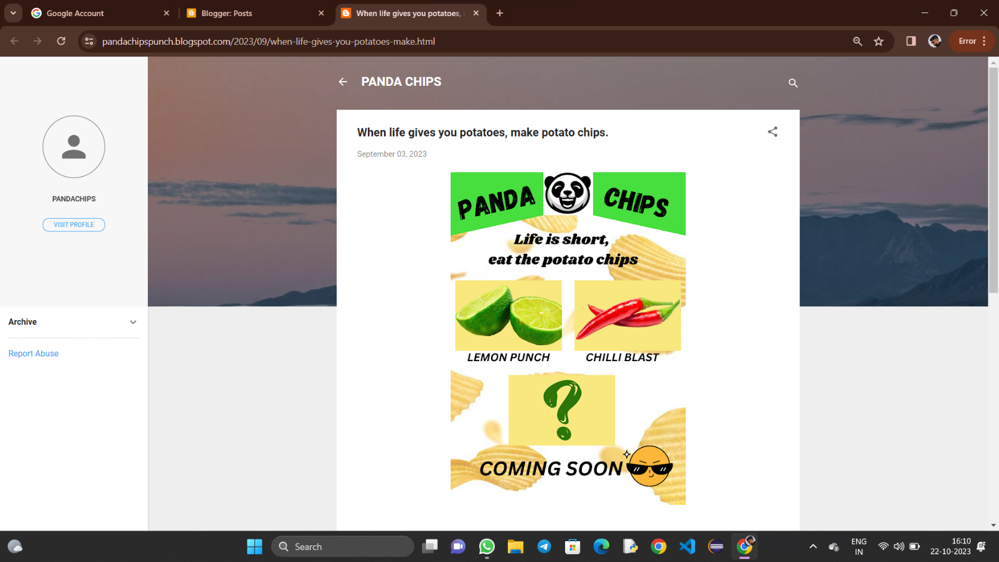 Google Account
Blogger: Posts
When life gives you potatoes,
pandachipspunch.blogspot.com/2023/09/when-life-gives-you-potatoes-make.html
Error
PANDA CHIPS
PANDACHIPS
VISIT PROFILE
Archive
Report Abuse
When life gives you potatoes, make potato chips.
September 03, 2023
PANDA CHIPS
Life is short,
eat the potato chips
LEMON PUNCH CHILLI BLAST
?
COMING SOON
Search
ENG
IN
16:10
22-10-2023